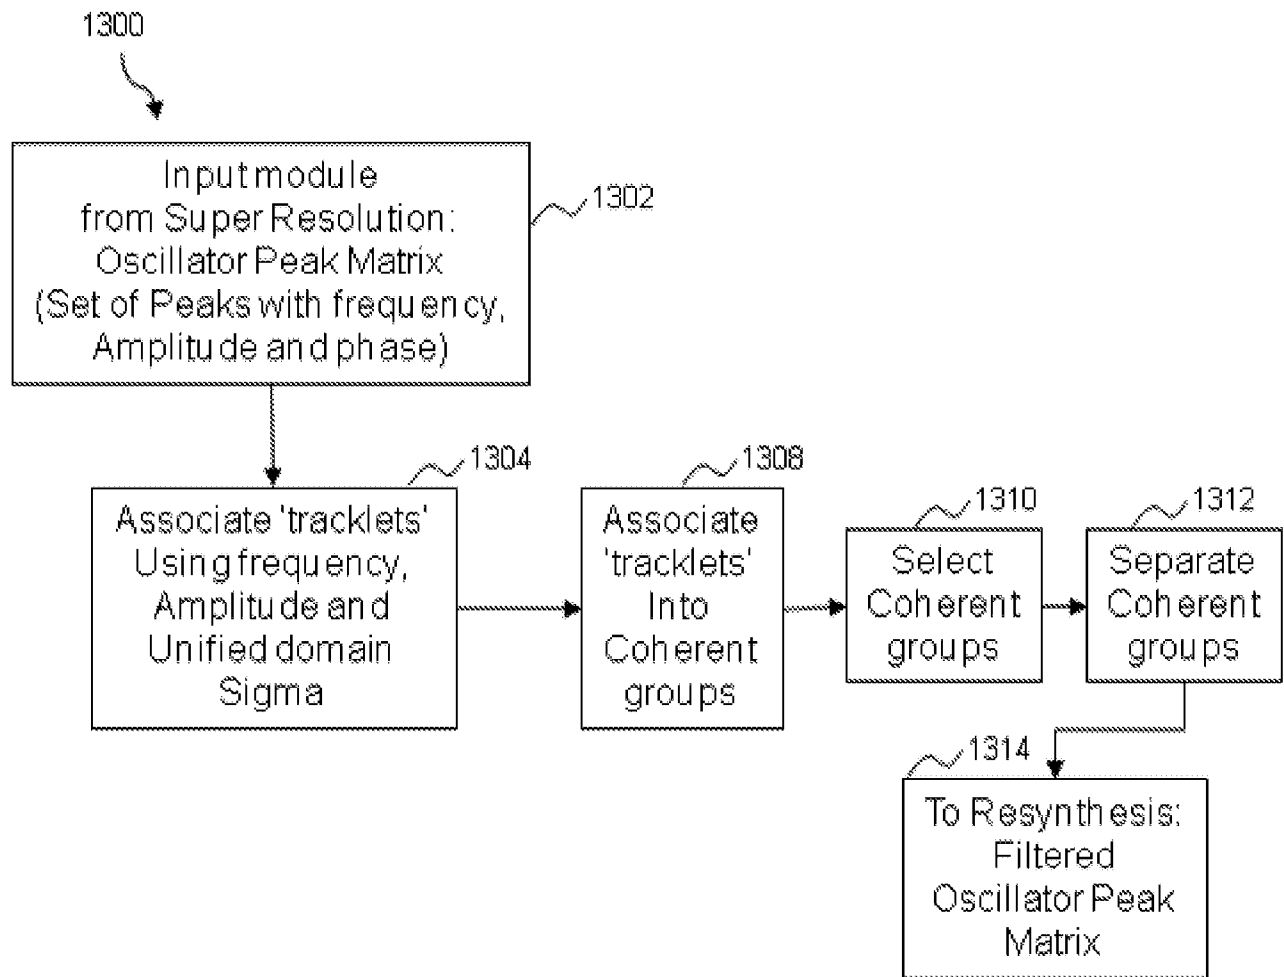 1300
Input module
from Super Resolution:
Oscillator Peak Matrix
(Set of Peaks with frequency,
Amplitude and phase)
1302
1304
Associate 'tracklets'
Using frequency,
Amplitude and
Unified domain
Sigma
1308
Associate
'tracklets'
Into
Coherent
groups
1310
Select
Coherent
groups
1312
Separate
Coherent
groups
1314
To Resynthesis:
Filtered
Oscillator Peak
Matrix